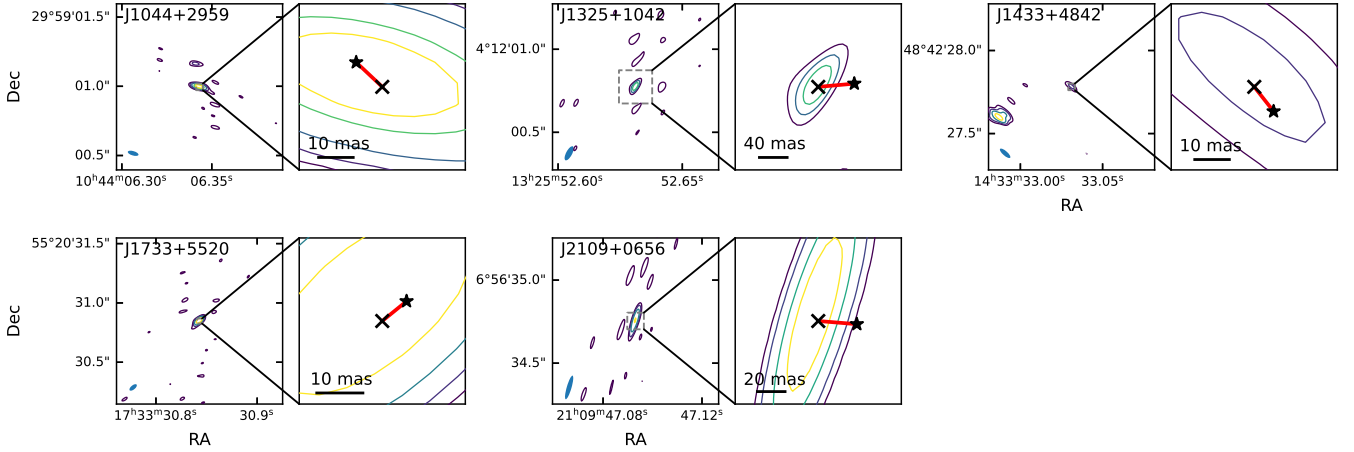 J1044+2959
29°59'01.5"
01.0"
00.5"
Dec
10ʰ44ᵐ06.30ˢ
06.35ˢ
10 mas
J1325+1042
4°12'01.0"
00.5"
13ʰ25ᵐ52.60ˢ
52.65ˢ
40 mas
J1433+4842
48°42'28.0"
27.5"
14ʰ33ᵐ33.00ˢ
33.05ˢ
RA
10 mas
J1733+5520
55°20'31.5"
31.0"
30.5"
Dec
17ʰ33ᵐ30.8ˢ
30.9ˢ
RA
10 mas
J2109+0656
6°56'35.0"
34.5"
21ʰ09ᵐ47.08ˢ
47.12ˢ
RA
20 mas